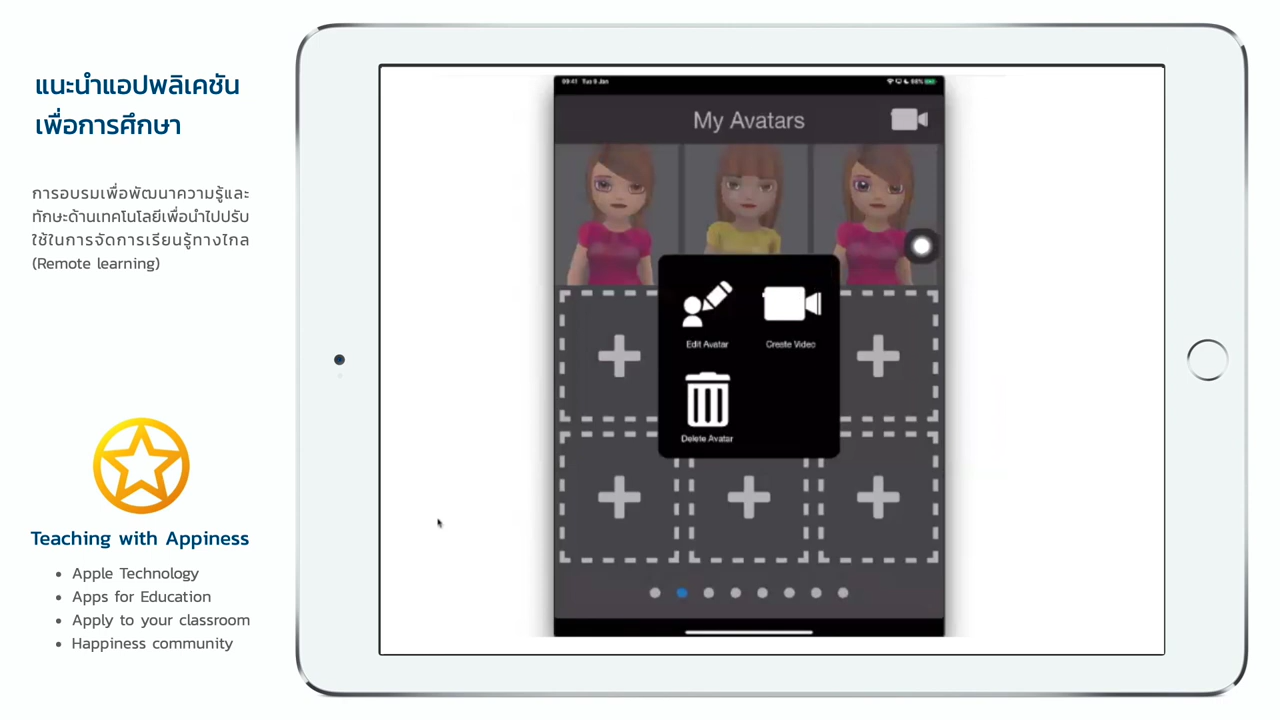 แนะนำแอปพลิเคชัน
เพื่อการศึกษา
การอบรมเพื่อพัฒนาความรู้และ
ทักษะด้านเทคโนโลยีเพื่อนำไปปรับ
ใช้ในการจัดการเรียนรู้ทางไกล
(Remote learning)
Teaching with Appiness
• Apple Technology
• Apps for Education
• Apply to your classroom
• Happiness community
09:41 Tue 9 Jan
98%
My Avatars
Edit Avatar
Create Video
Delete Avatar